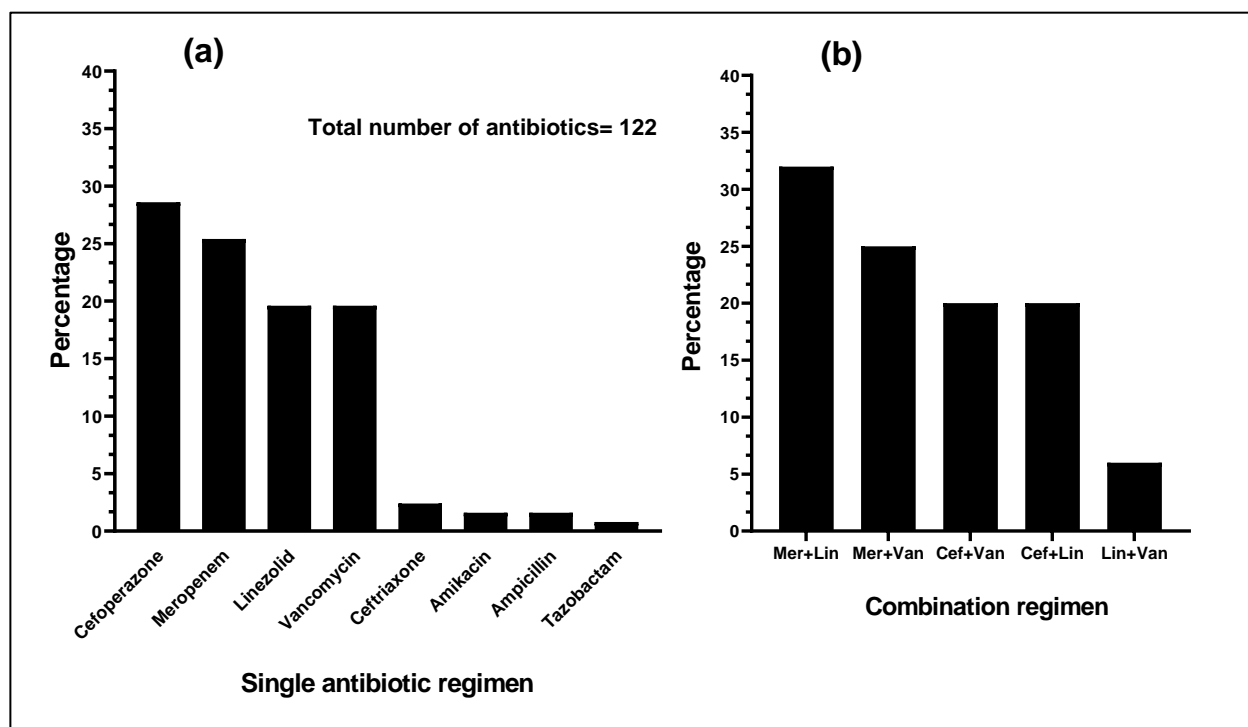 (a)
Total number of antibiotics= 122
Percentage
40
35
30
25
20
15
10
5
0
Cefoperazone
Meropenem
Linezolid
Vancomycin
Ceftriaxone
Amikacin
Ampicillin
Tazobactam
Single antibiotic regimen
(b)
Percentage
40
35
30
25
20
15
10
5
0
Mer+Lin
Mer+Van
Cef+Van
Cef+Lin
Lin+Van
Combination regimen